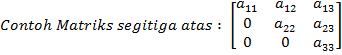 Contoh Matriks segitiga atas : [a₁₁ a₁₂ a₁₃
0 a₂₂ a₂₃
0 0 a₃₃]